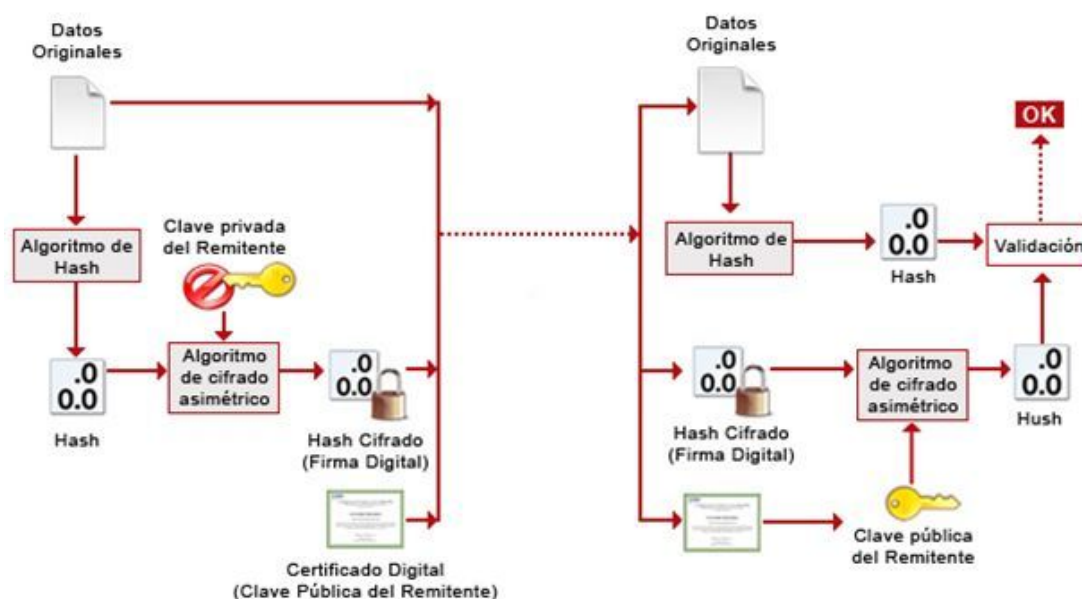 Datos
Originales
Algoritmo de
Hash
Clave privada
del Remitente
.0
0.0
Hash
Algoritmo
de cifrado
asimétrico
.0
0.0
Hash Cifrado
(Firma Digital)
Certificado Digital
(Clave Pública del Remitente)
Datos
Originales
Algoritmo de
Hash
.0
0.0
Hash
Validación
OK
.0
0.0
Hash Cifrado
(Firma Digital)
Algoritmo
de cifrado
asimétrico
.0
0.0
Hush
Clave pública
del Remitente